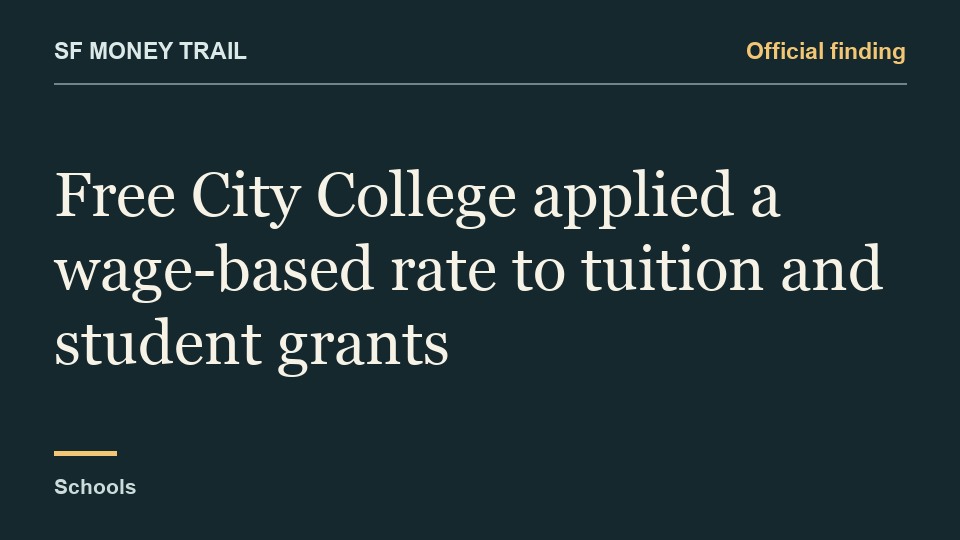 SF MONEY TRAIL
Official finding
Free City College applied a
wage-based rate to tuition and
student grants
Schools